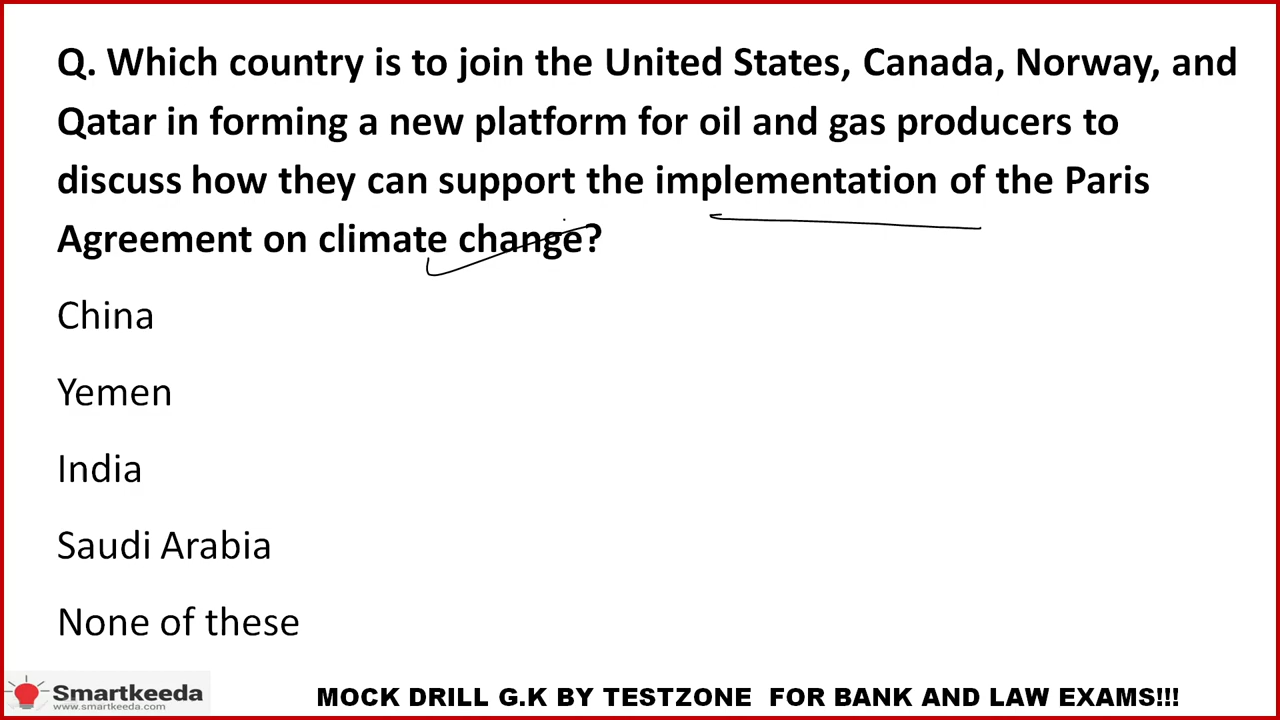 Q. Which country is to join the United States, Canada, Norway, and
Qatar in forming a new platform for oil and gas producers to
discuss how they can support the implementation of the Paris
Agreement on climate change?
China
Yemen
India
Saudi Arabia
None of these
Smartkeeda
www.smartkeeda.com
MOCK DRILL G.K BY TESTZONE FOR BANK AND LAW EXAMS!!!